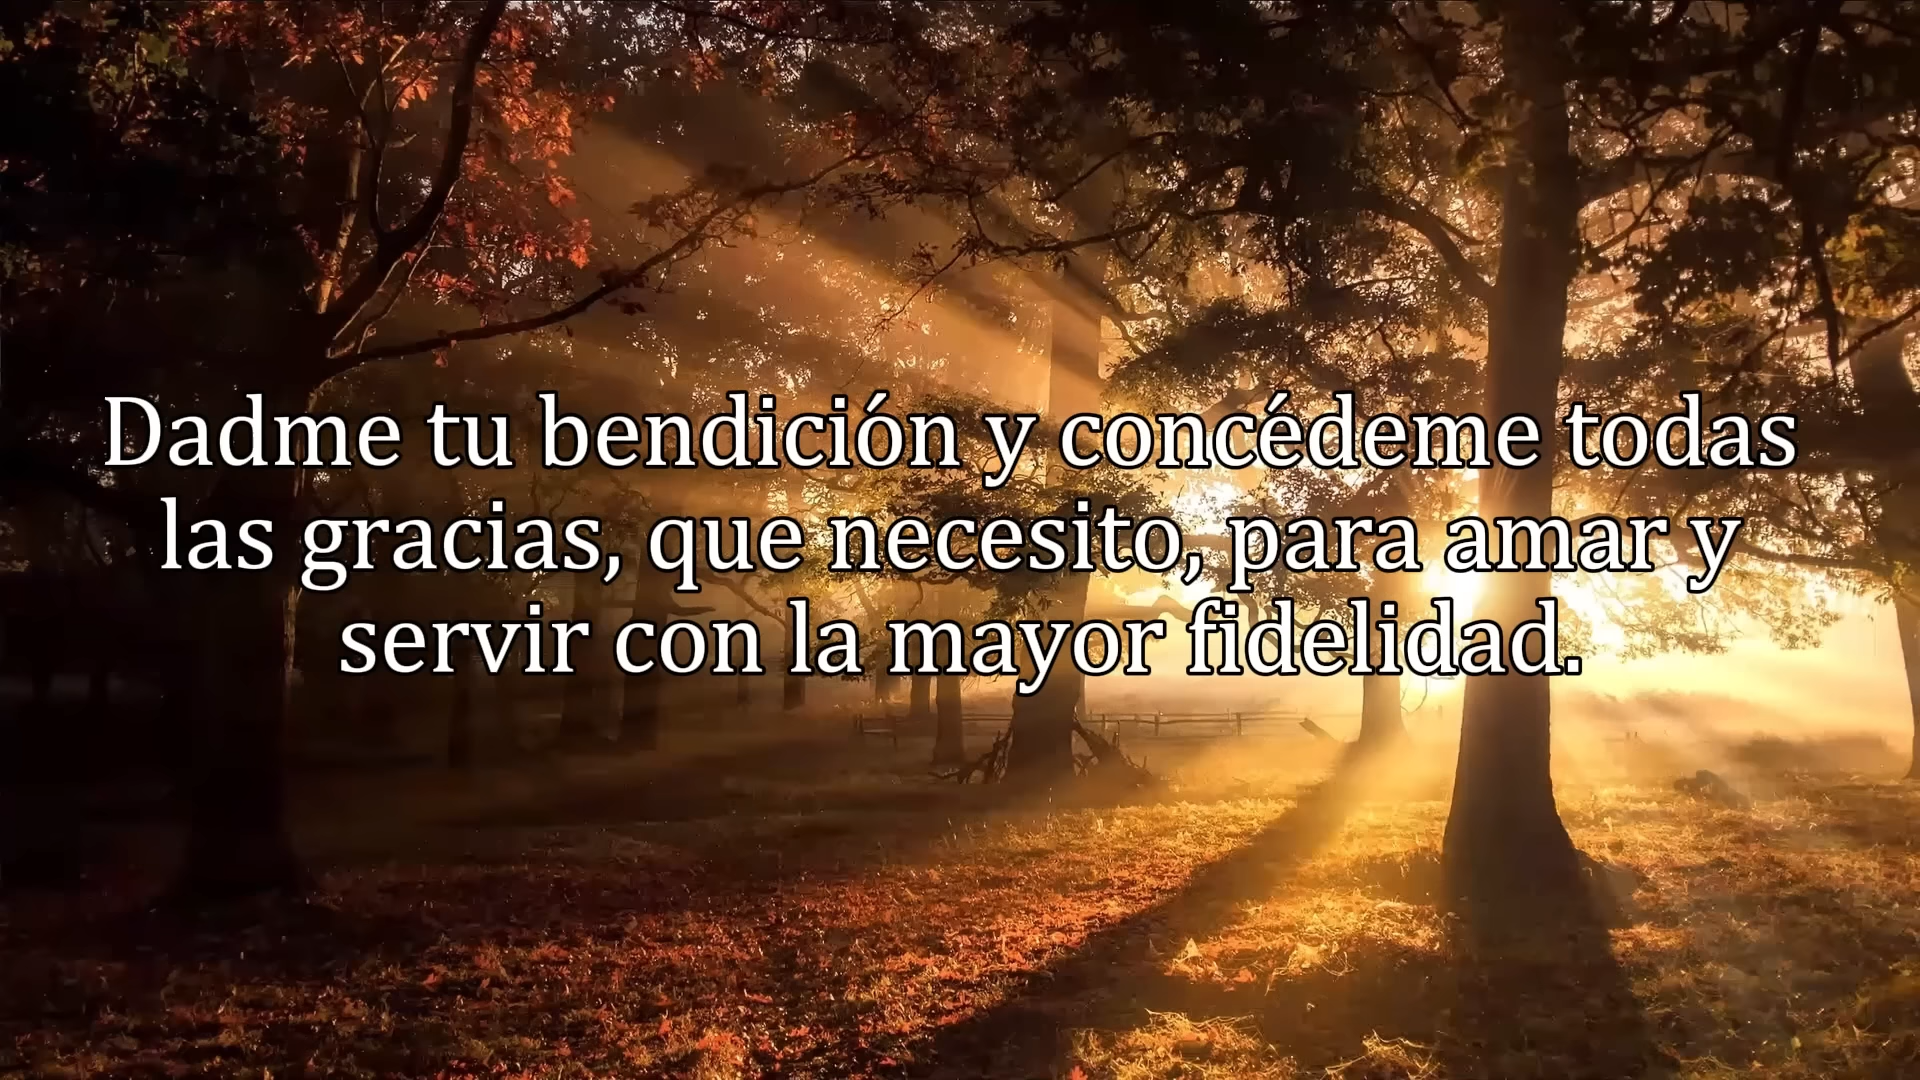 Dadme tu bendición y concédeme todas
las gracias, que necesito, para amar y
servir con la mayor fidelidad.